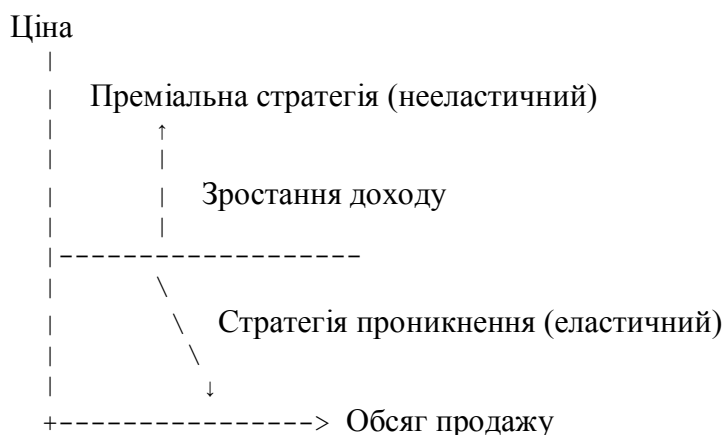 Ціна
Преміальна стратегія (нееластичний)
Зростання доходу
Стратегія проникнення (еластичний)
Обсяг продажу